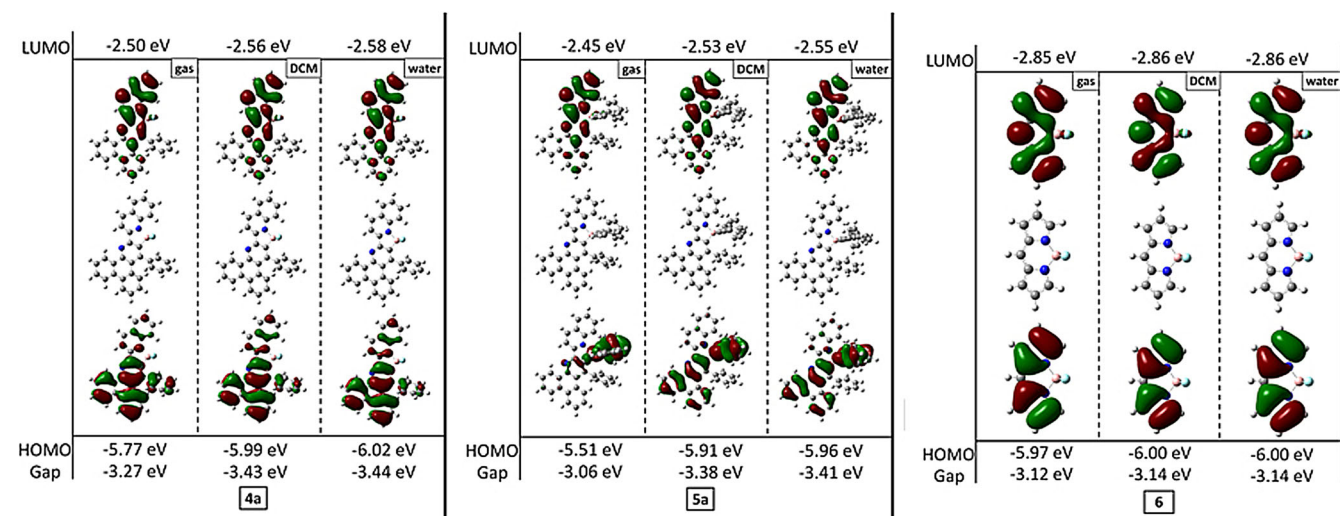 LUMO -2.50 eV -2.56 eV -2.58 eV
gas DCM water
HOMO -5.77 eV -5.99 eV -6.02 eV
Gap -3.27 eV -3.43 eV -3.44 eV
4a
LUMO -2.45 eV -2.53 eV -2.55 eV
gas DCM water
HOMO -5.51 eV -5.91 eV -5.96 eV
Gap -3.06 eV -3.38 eV -3.41 eV
5a
LUMO -2.85 eV -2.86 eV -2.86 eV
gas DCM water
HOMO -5.97 eV -6.00 eV -6.00 eV
Gap -3.12 eV -3.14 eV -3.14 eV
6